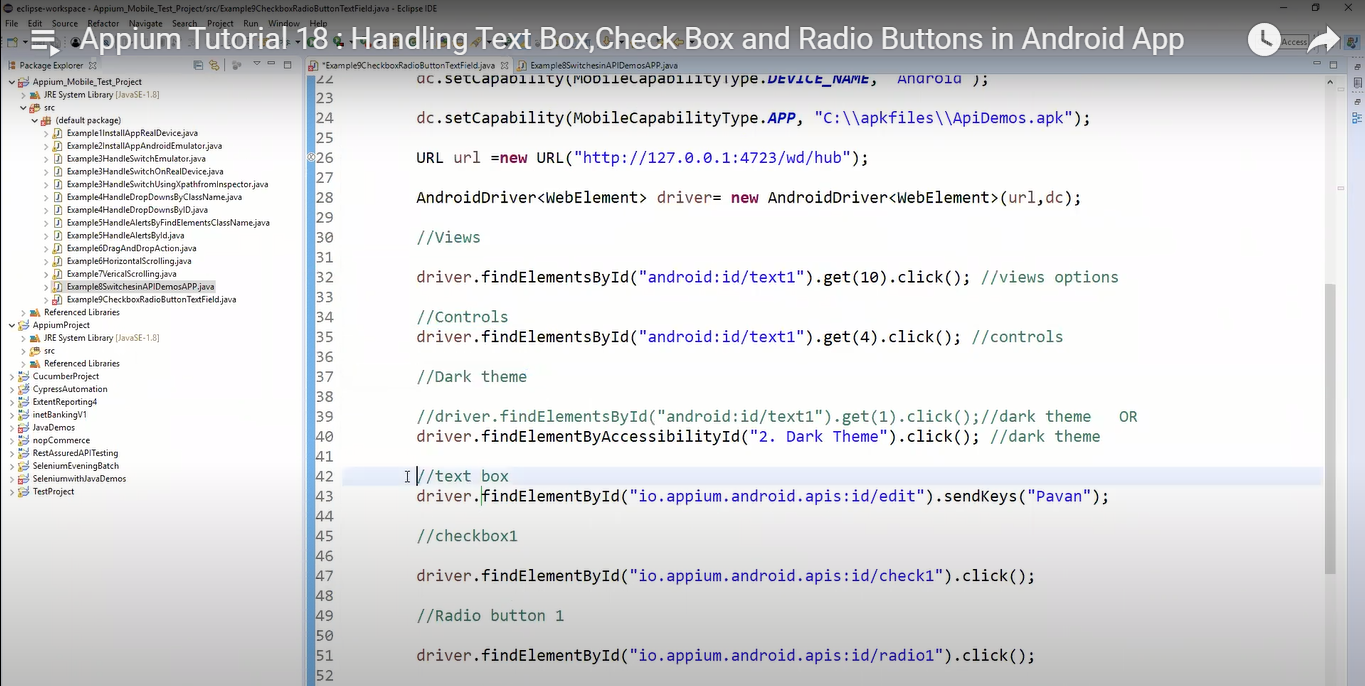 eclipse-workspace - Appium_Mobile_Test_Project/src/Example9CheckboxRadioButtonTextField.java - Eclipse IDE
File Edit Source Refactor Navigate Search Project Run Window Help
Appium Tutorial 18 : Handling Text Box,Check Box and Radio Buttons in Android App
Access
Package Explorer
*Example9CheckboxRadioButtonTextField.java
Example8SwitchesinAPIDemosAPP.java
Appium_Mobile_Test_Project
JRE System Library [JavaSE-1.8]
src
(default package)
Example1InstallAppRealDevice.java
Example2InstallAppAndroidEmulator.java
Example3HandleSwitchEmulator.java
Example3HandleSwitchOnRealDevice.java
Example3HandleSwitchUsingXpathfromInspector.java
Example4HandleDropDownsByClassName.java
Example4HandleDropDownsByID.java
Example5HandleAlertsByFindElementsClassName.java
Example5HandleAlertsById.java
Example6DragAndDropAction.java
Example6HorizontalScrolling.java
Example7VericalScrolling.java
Example8SwitchesinAPIDemosAPP.java
Example9CheckboxRadioButtonTextField.java
Referenced Libraries
AppiumProject
JRE System Library [JavaSE-1.8]
src
Referenced Libraries
CucumberProject
CypressAutomation
ExtentReporting4
inetBankingV1
JavaDemos
nopCommerce
RestAssuredAPITesting
SeleniumEveningBatch
SeleniumwithJavaDemos
TestProject
22 dc.setCapability(MobileCapabilityType.DEVICE_NAME, "Android");
23
24 dc.setCapability(MobileCapabilityType.APP, "C:\\apkfiles\\ApiDemos.apk");
25
26 URL url =new URL("http://127.0.0.1:4723/wd/hub");
27
28 AndroidDriver<WebElement> driver= new AndroidDriver<WebElement>(url,dc);
29
30 //Views
31
32 driver.findElementsById("android:id/text1").get(10).click(); //views options
33
34 //Controls
35 driver.findElementsById("android:id/text1").get(4).click(); //controls
36
37 //Dark theme
38
39 //driver.findElementsById("android:id/text1").get(1).click();//dark theme OR
40 driver.findElementByAccessibilityId("2. Dark Theme").click(); //dark theme
41
42 //text box
43 driver.findElementById("io.appium.android.apis:id/edit").sendKeys("Pavan");
44
45 //checkbox1
46
47 driver.findElementById("io.appium.android.apis:id/check1").click();
48
49 //Radio button 1
50
51 driver.findElementById("io.appium.android.apis:id/radio1").click();
52